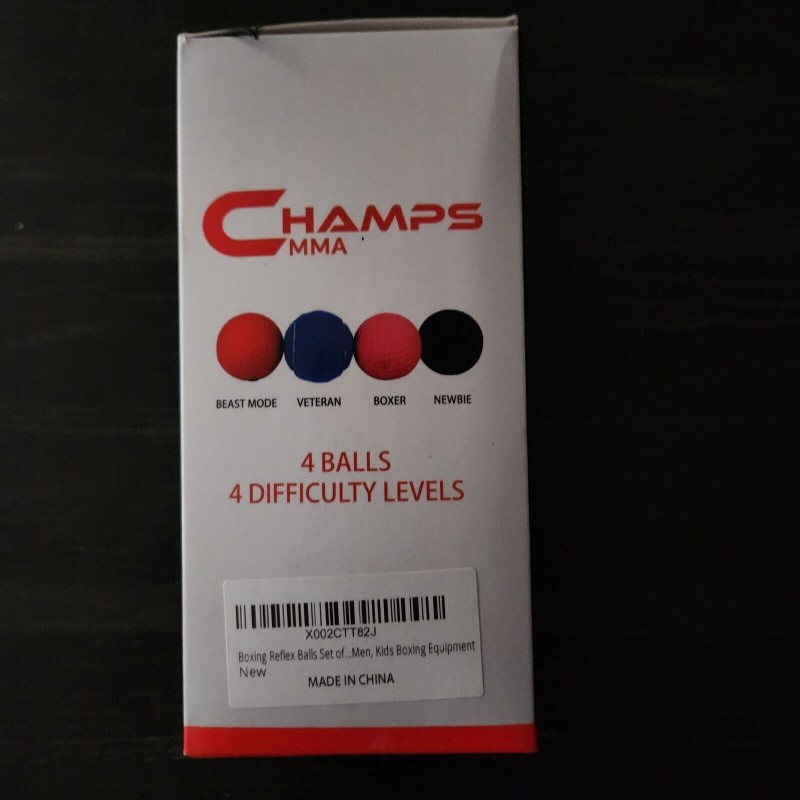 CHAMPS
MMA
BEAST MODE VETERAN BOXER NEWBIE
4 BALLS
4 DIFFICULTY LEVELS
X002CTT82J
Boxing Reflex Balls Set of...Men, Kids Boxing Equipment
New
MADE IN CHINA